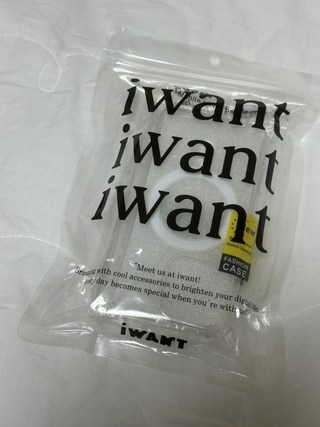 iwant
iwant
iwant
"Meet us at iwant!
with cool accessories to brighten your
day becomes special when you're with
FASHION
CASE
iWANT